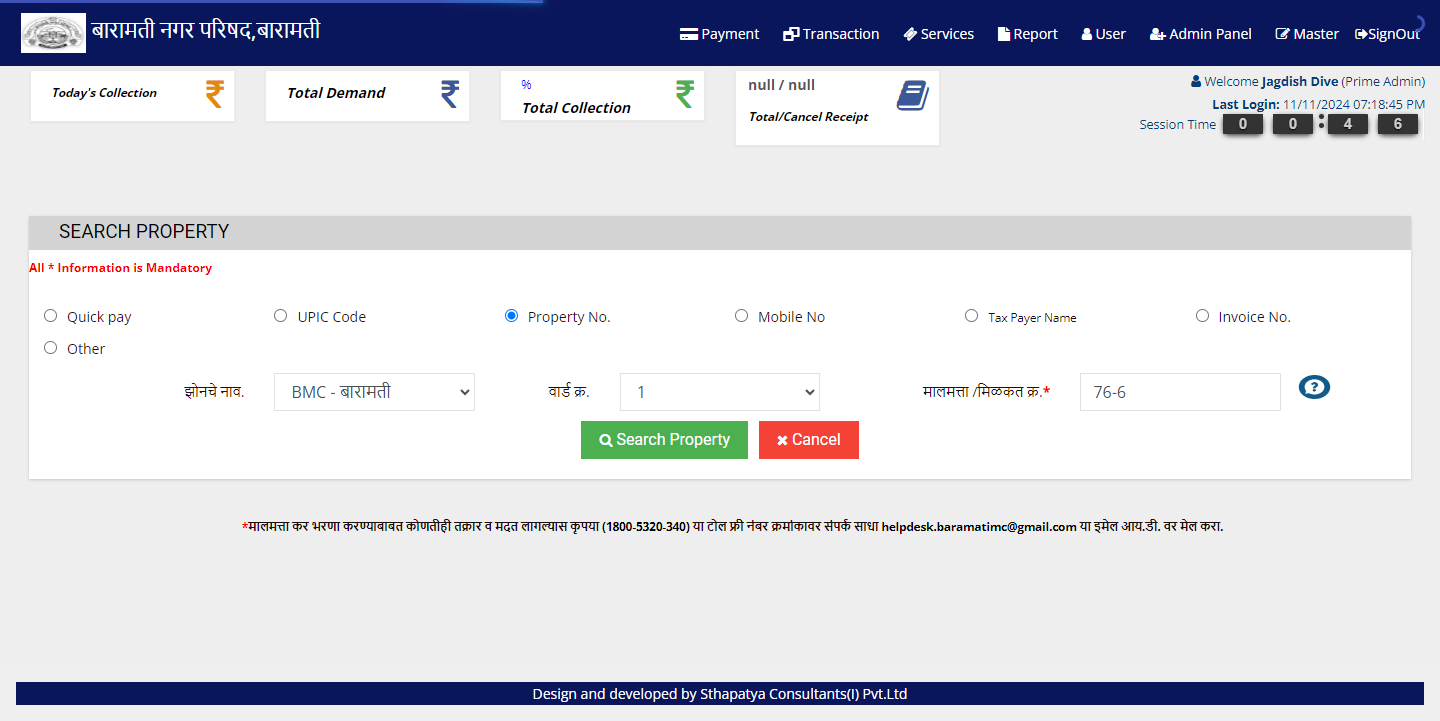 बारामती नगर परिषद,बारामती
Payment Transaction Services Report User Admin Panel Master SignOut
Today's Collection
Total Demand
%
Total Collection
null / null
Total/Cancel Receipt
Welcome Jagdish Dive (Prime Admin)
Last Login: 11/11/2024 07:18:45 PM
Session Time 0 0 : 4 6
SEARCH PROPERTY
All * Information is Mandatory
Quick pay UPIC Code Property No. Mobile No Tax Payer Name Invoice No.
Other
झोनचे नाव. BMC - बारामती वार्ड क्र. 1 मालमत्ता /मिळकत क्र.* 76-6
Search Property Cancel
*मालमत्ता कर भरणा करण्याबाबत कोणतीही तक्रार व मदत लागल्यास कृपया (1800-5320-340) या टोल फ्री नंबर क्रमांकावर संपर्क साधा helpdesk.baramatimc@gmail.com या इमेल आय.डी. वर मेल करा.
Design and developed by Sthapatya Consultants(I) Pvt.Ltd